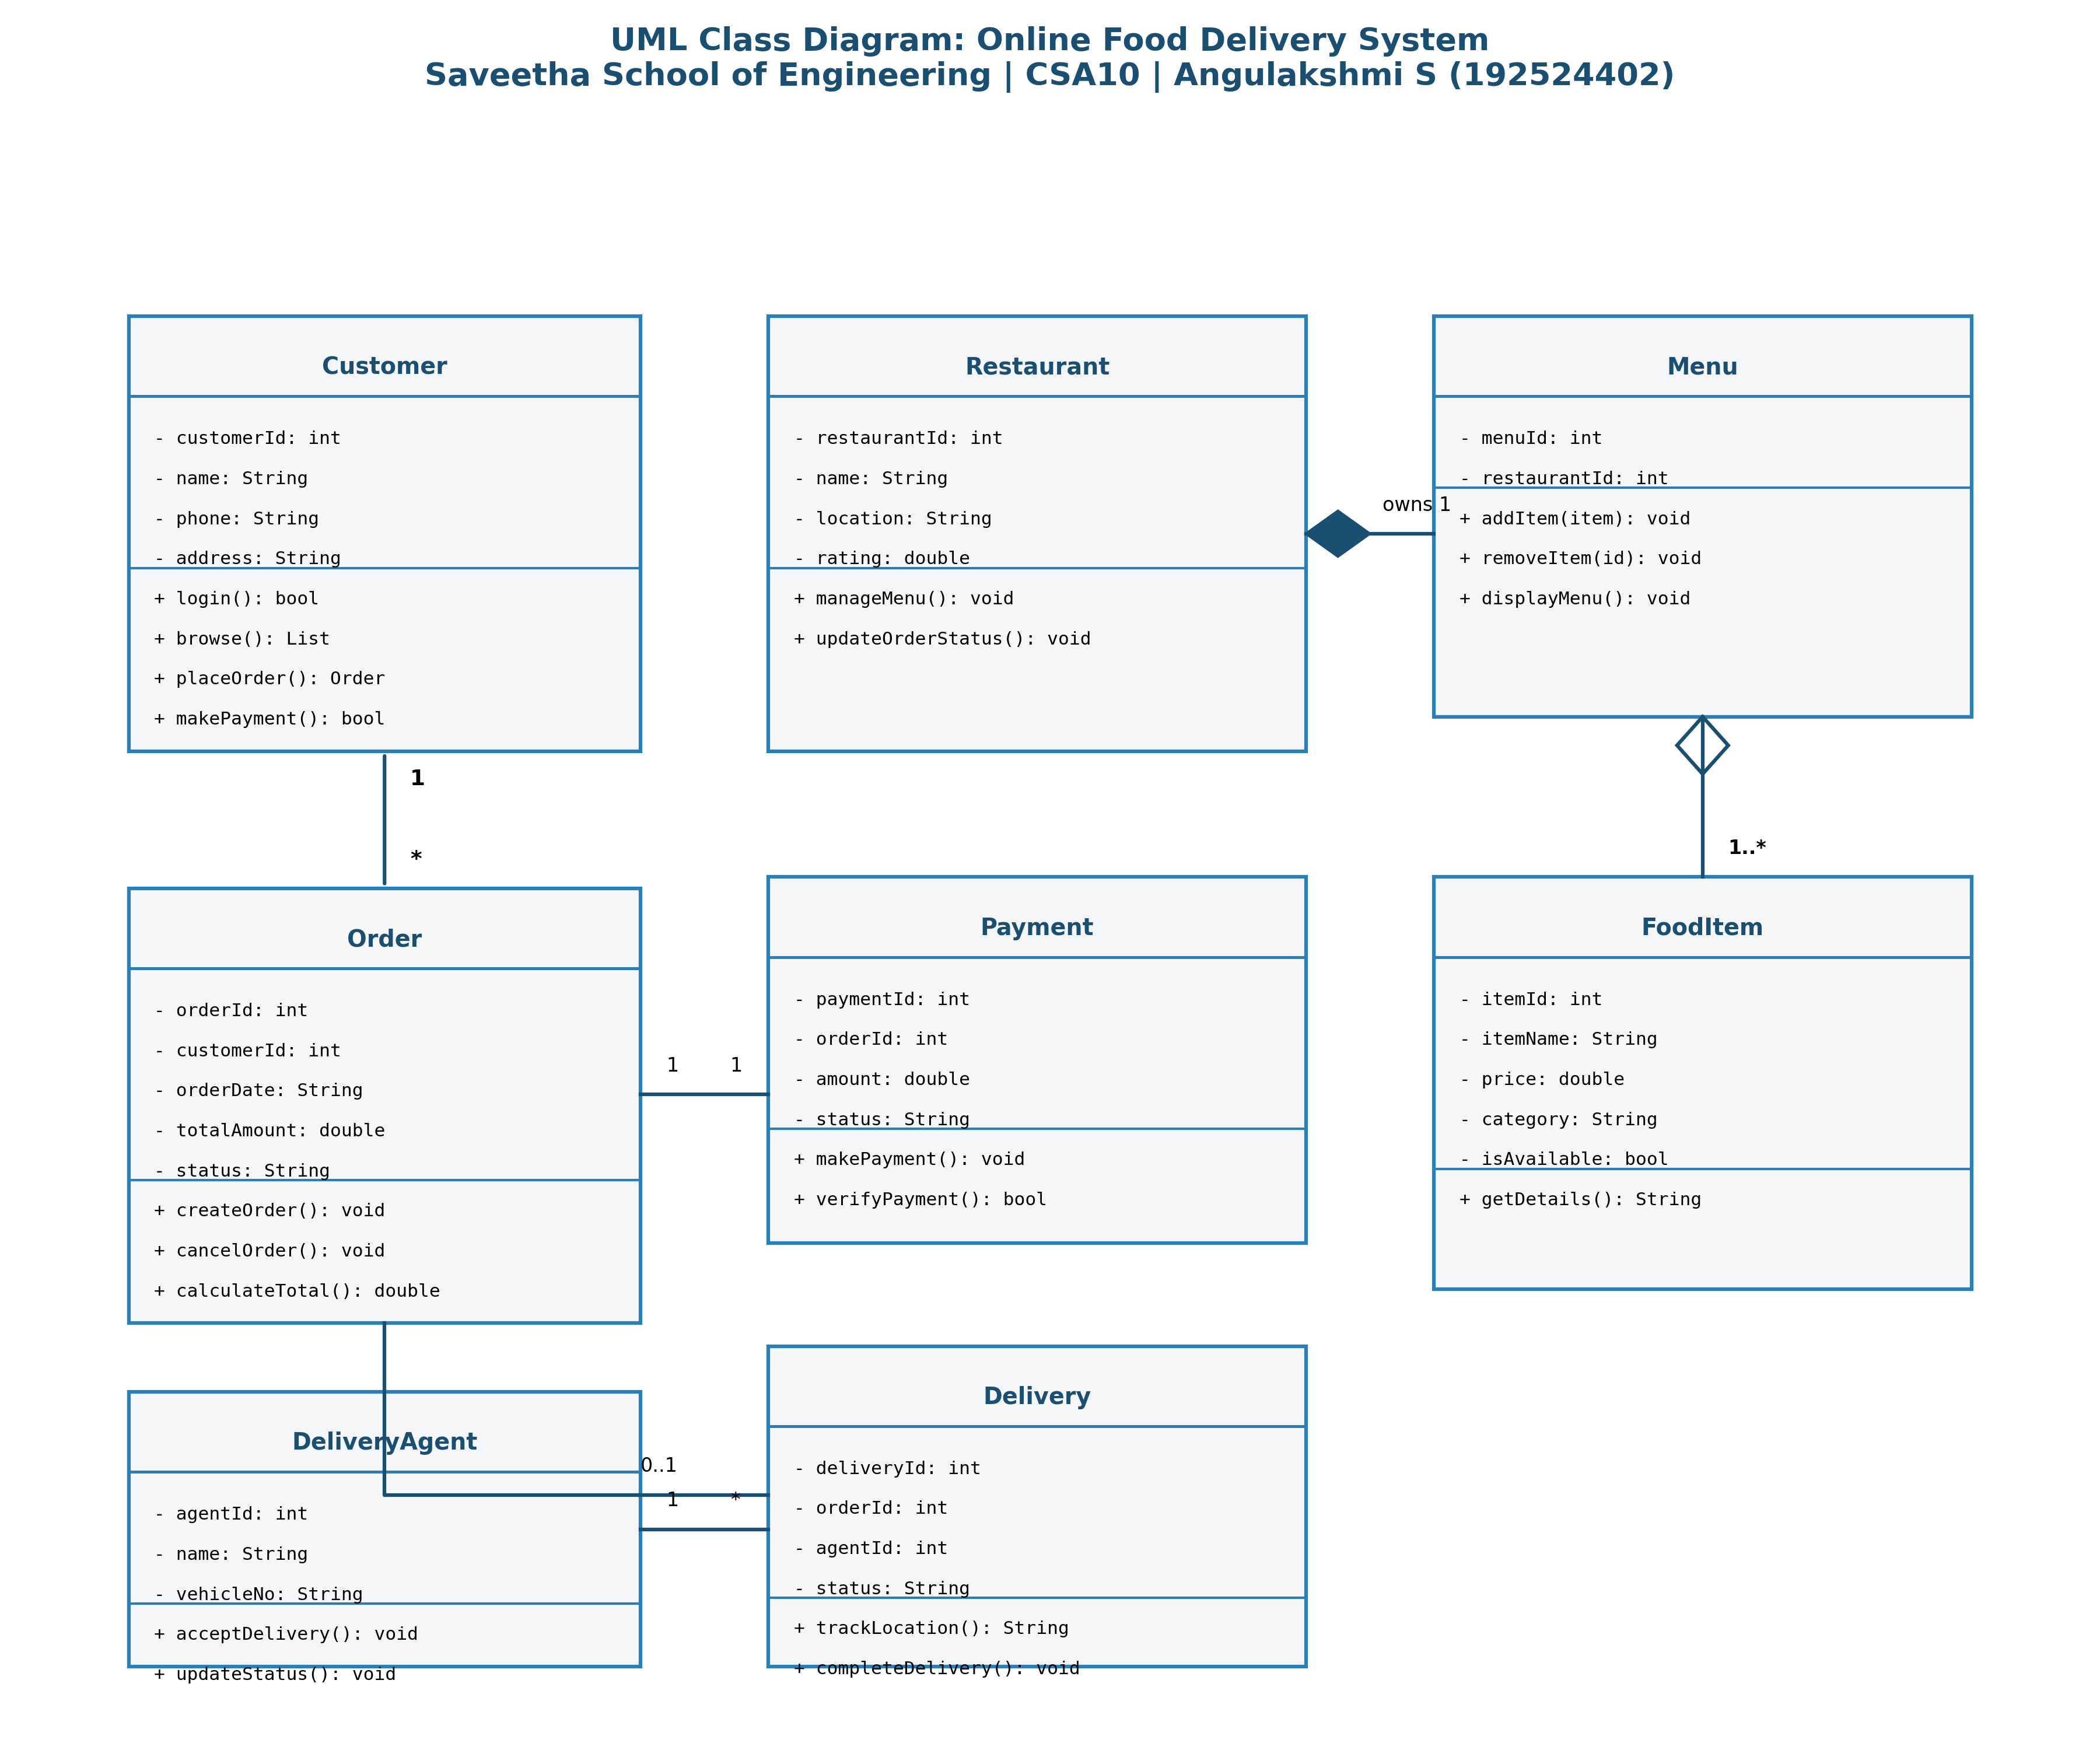 UML Class Diagram: Online Food Delivery System
Saveetha School of Engineering | CSA10 | Angulakshmi S (192524402)
Customer
- customerId: int
- name: String
- phone: String
- address: String
+ login(): bool
+ browse(): List
+ placeOrder(): Order
+ makePayment(): bool
Restaurant
- restaurantId: int
- name: String
- location: String
- rating: double
+ manageMenu(): void
+ updateOrderStatus(): void
owns 1
Menu
- menuId: int
- restaurantId: int
+ addItem(item): void
+ removeItem(id): void
+ displayMenu(): void
1
*
1..*
Order
- orderId: int
- customerId: int
- orderDate: String
- totalAmount: double
- status: String
+ createOrder(): void
+ cancelOrder(): void
+ calculateTotal(): double
1 1
Payment
- paymentId: int
- orderId: int
- amount: double
- status: String
+ makePayment(): void
+ verifyPayment(): bool
FoodItem
- itemId: int
- itemName: String
- price: double
- category: String
- isAvailable: bool
+ getDetails(): String
DeliveryAgent
- agentId: int
- name: String
- vehicleNo: String
+ acceptDelivery(): void
+ updateStatus(): void
0..1
1 *
Delivery
- deliveryId: int
- orderId: int
- agentId: int
- status: String
+ trackLocation(): String
+ completeDelivery(): void